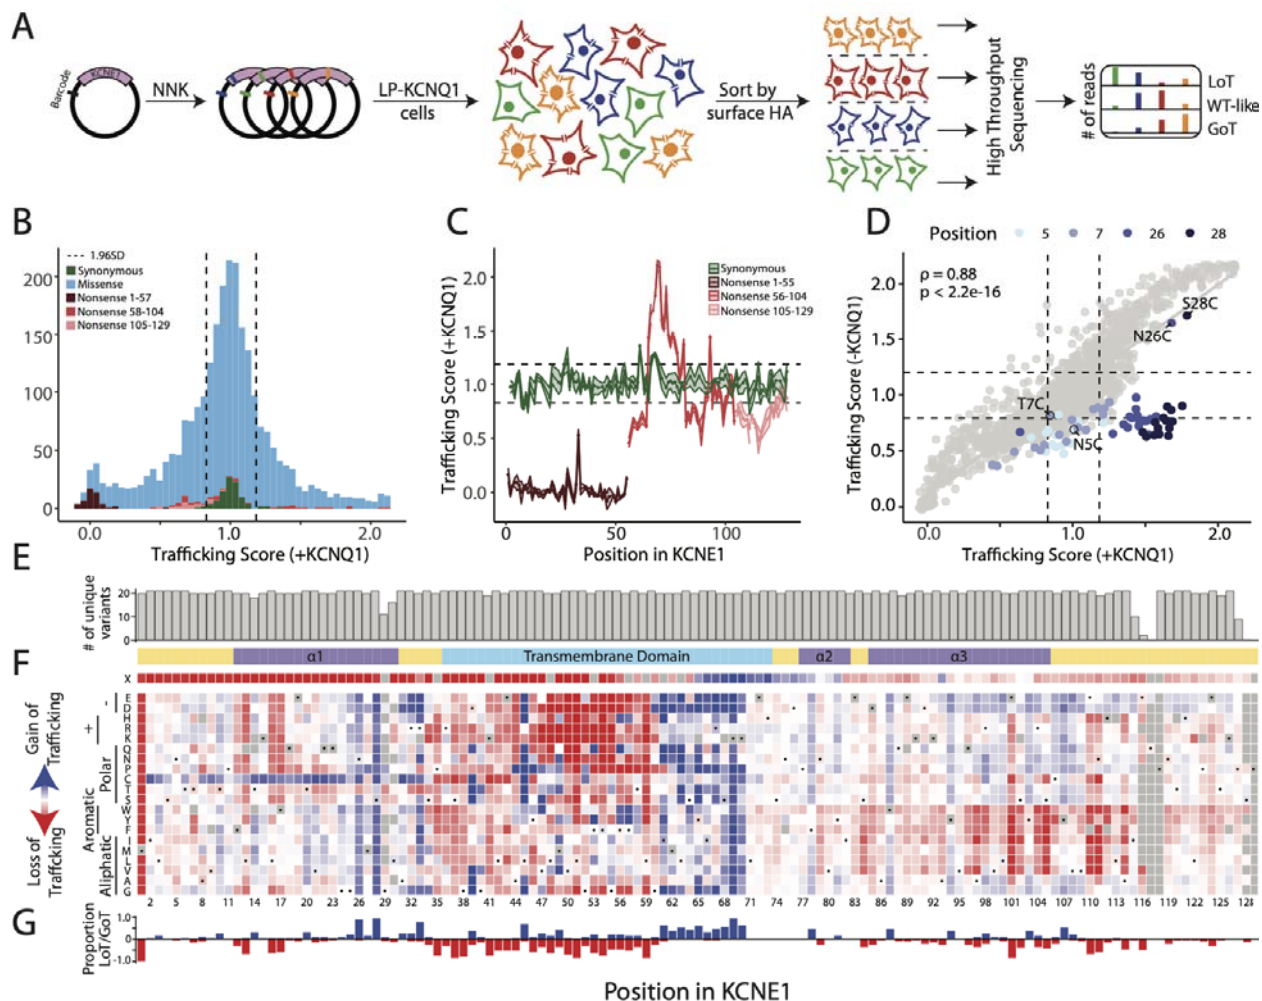 A
KCNE1
Barcode
NNK
LP-KCNQ1
cells
Sort by
surface HA
High Throughput
Sequencing
# of reads
LoT
WT-like
GoT
B
1.96SD
Synonymous
Missense
Nonsense 1-57
Nonsense 58-104
Nonsense 105-129
200
150
100
50
0
0.0 1.0 2.0
Trafficking Score (+KCNQ1)
C
Trafficking Score (+KCNQ1)
Synonymous
Nonsense 1-55
Nonsense 56-104
Nonsense 105-129
2.0
1.5
1.0
0.5
0.0
0 50 100
Position in KCNE1
D
Position 5 7 26 28
Trafficking Score (-KCNQ1)
ρ = 0.88
p < 2.2e-16
S28C
N26C
T7C
N5C
2.0
1.5
1.0
0.5
0.0
0.0 1.0 2.0
Trafficking Score (+KCNQ1)
E
# of unique
variants
20
10
0
F
α1 Transmembrane Domain α2 α3
Gain of
Trafficking
Loss of
Traffcking
- + Polar Aromatic Aliphatic
X
E
D
H
R
K
Q
N
P
C
T
S
W
Y
F
I
M
L
V
A
G
2 5 8 11 14 17 20 23 26 29 32 35 38 41 44 47 50 53 56 59 62 65 68 71 74 77 80 83 86 89 92 95 98 101 104 107 110 113 116 119 122 125 128
G
Proportion
LoT/GoT
1.0
0
-1.0
Position in KCNE1